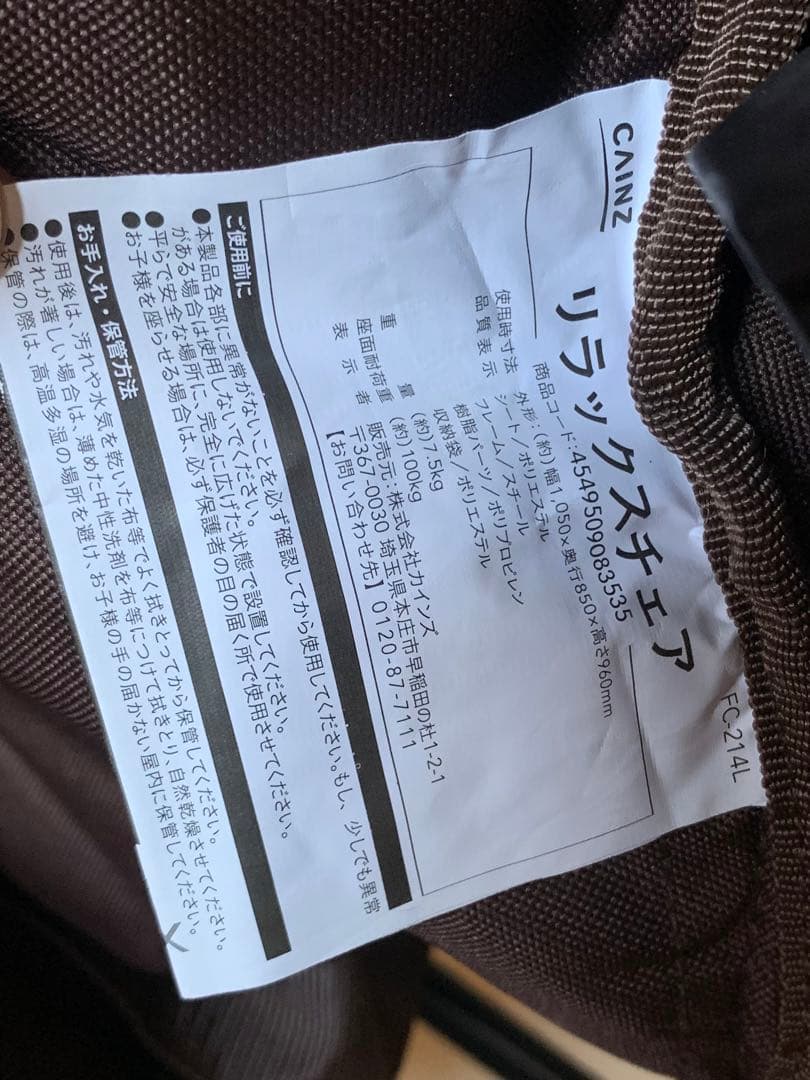 CAINZ
リラックスチェア
FC-214L
商品コード:4549509083535
使用時寸法 外形:(約)幅1,050×奥行850×高さ960mm
品質表示 シート/ポリエステル
フレーム/スチール
樹脂パーツ/ポリプロピレン
収納袋/ポリエステル
重量 (約)7.5kg
座面耐荷重 (約)100kg
表示者 販売元:株式会社カインズ
〒367-0030 埼玉県本庄市早稲田の杜1-2-1
【お問い合わせ先】0120-87-7111
ご使用前に
●本製品各部に異常がないことを必ず確認してから使用してください。もし、少しでも異常
がある場合は使用しないでください。
●平らで安全な場所に、完全に広げた状態で設置してください。
●お子様を座らせる場合は、必ず保護者の目の届く所で使用させてください。
お手入れ・保管方法
●使用後は、汚れや水気を乾いた布等でよく拭きとってから保管してください。
●汚れが著しい場合は、薄めた中性洗剤を布等につけて拭きとり、自然乾燥させてください。
●保管の際は、高温多湿の場所を避け、お子様の手の届かない屋内に保管してください。